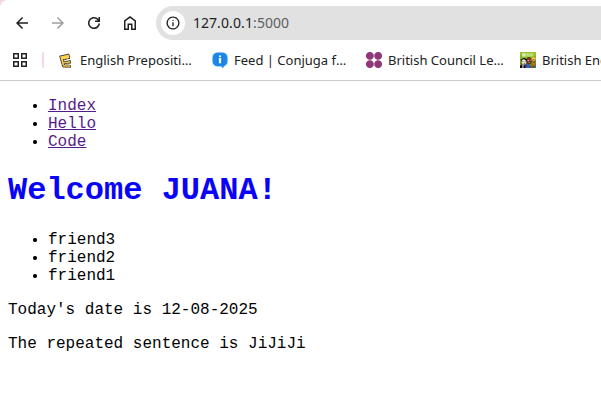 127.0.0.1:5000
English Prepositi... Feed | Conjuga f... British Council Le... British En
Index
Hello
Code
Welcome JUANA!
friend3
friend2
friend1
Today's date is 12-08-2025
The repeated sentence is JiJiJi